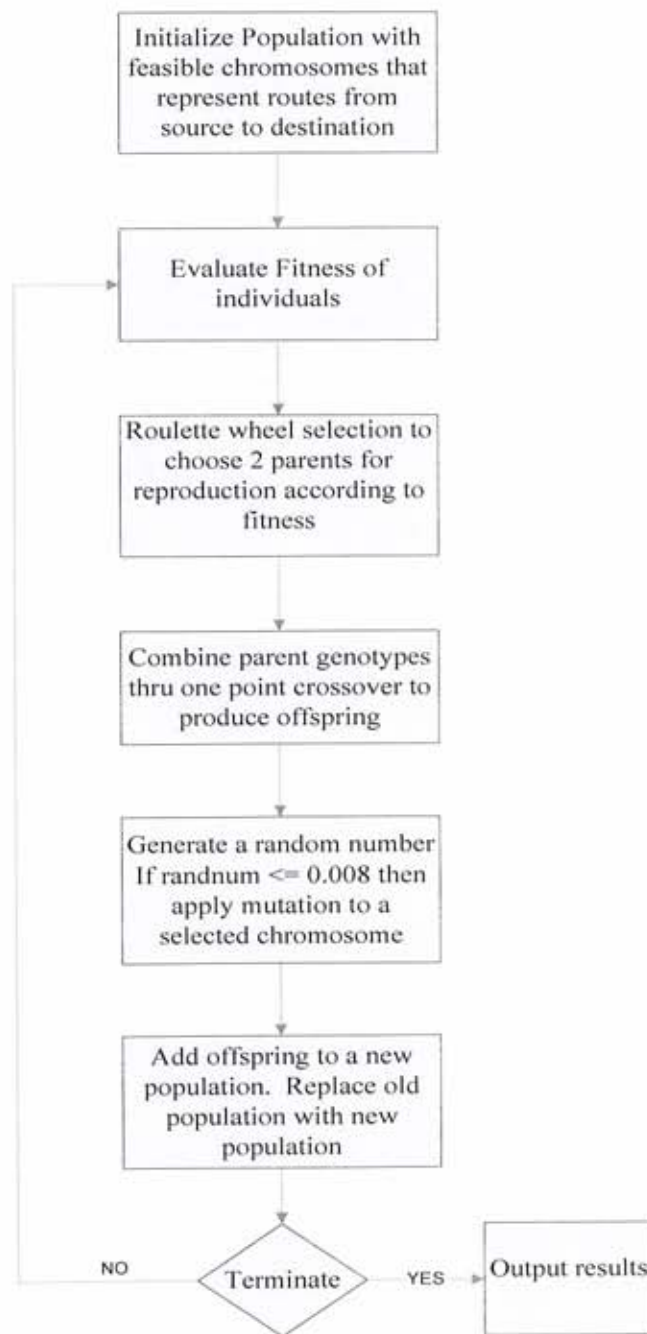 Initialize Population with
feasible chromosomes that
represent routes from
source to destination
Evaluate Fitness of
individuals
Roulette wheel selection to
choose 2 parents for
reproduction according to
fitness
Combine parent genotypes
thru one point crossover to
produce offspring
Generate a random number
If randnum <= 0.008 then
apply mutation to a
selected chromosome
Add offspring to a new
population. Replace old
population with new
population
NO
Terminate
YES
Output results